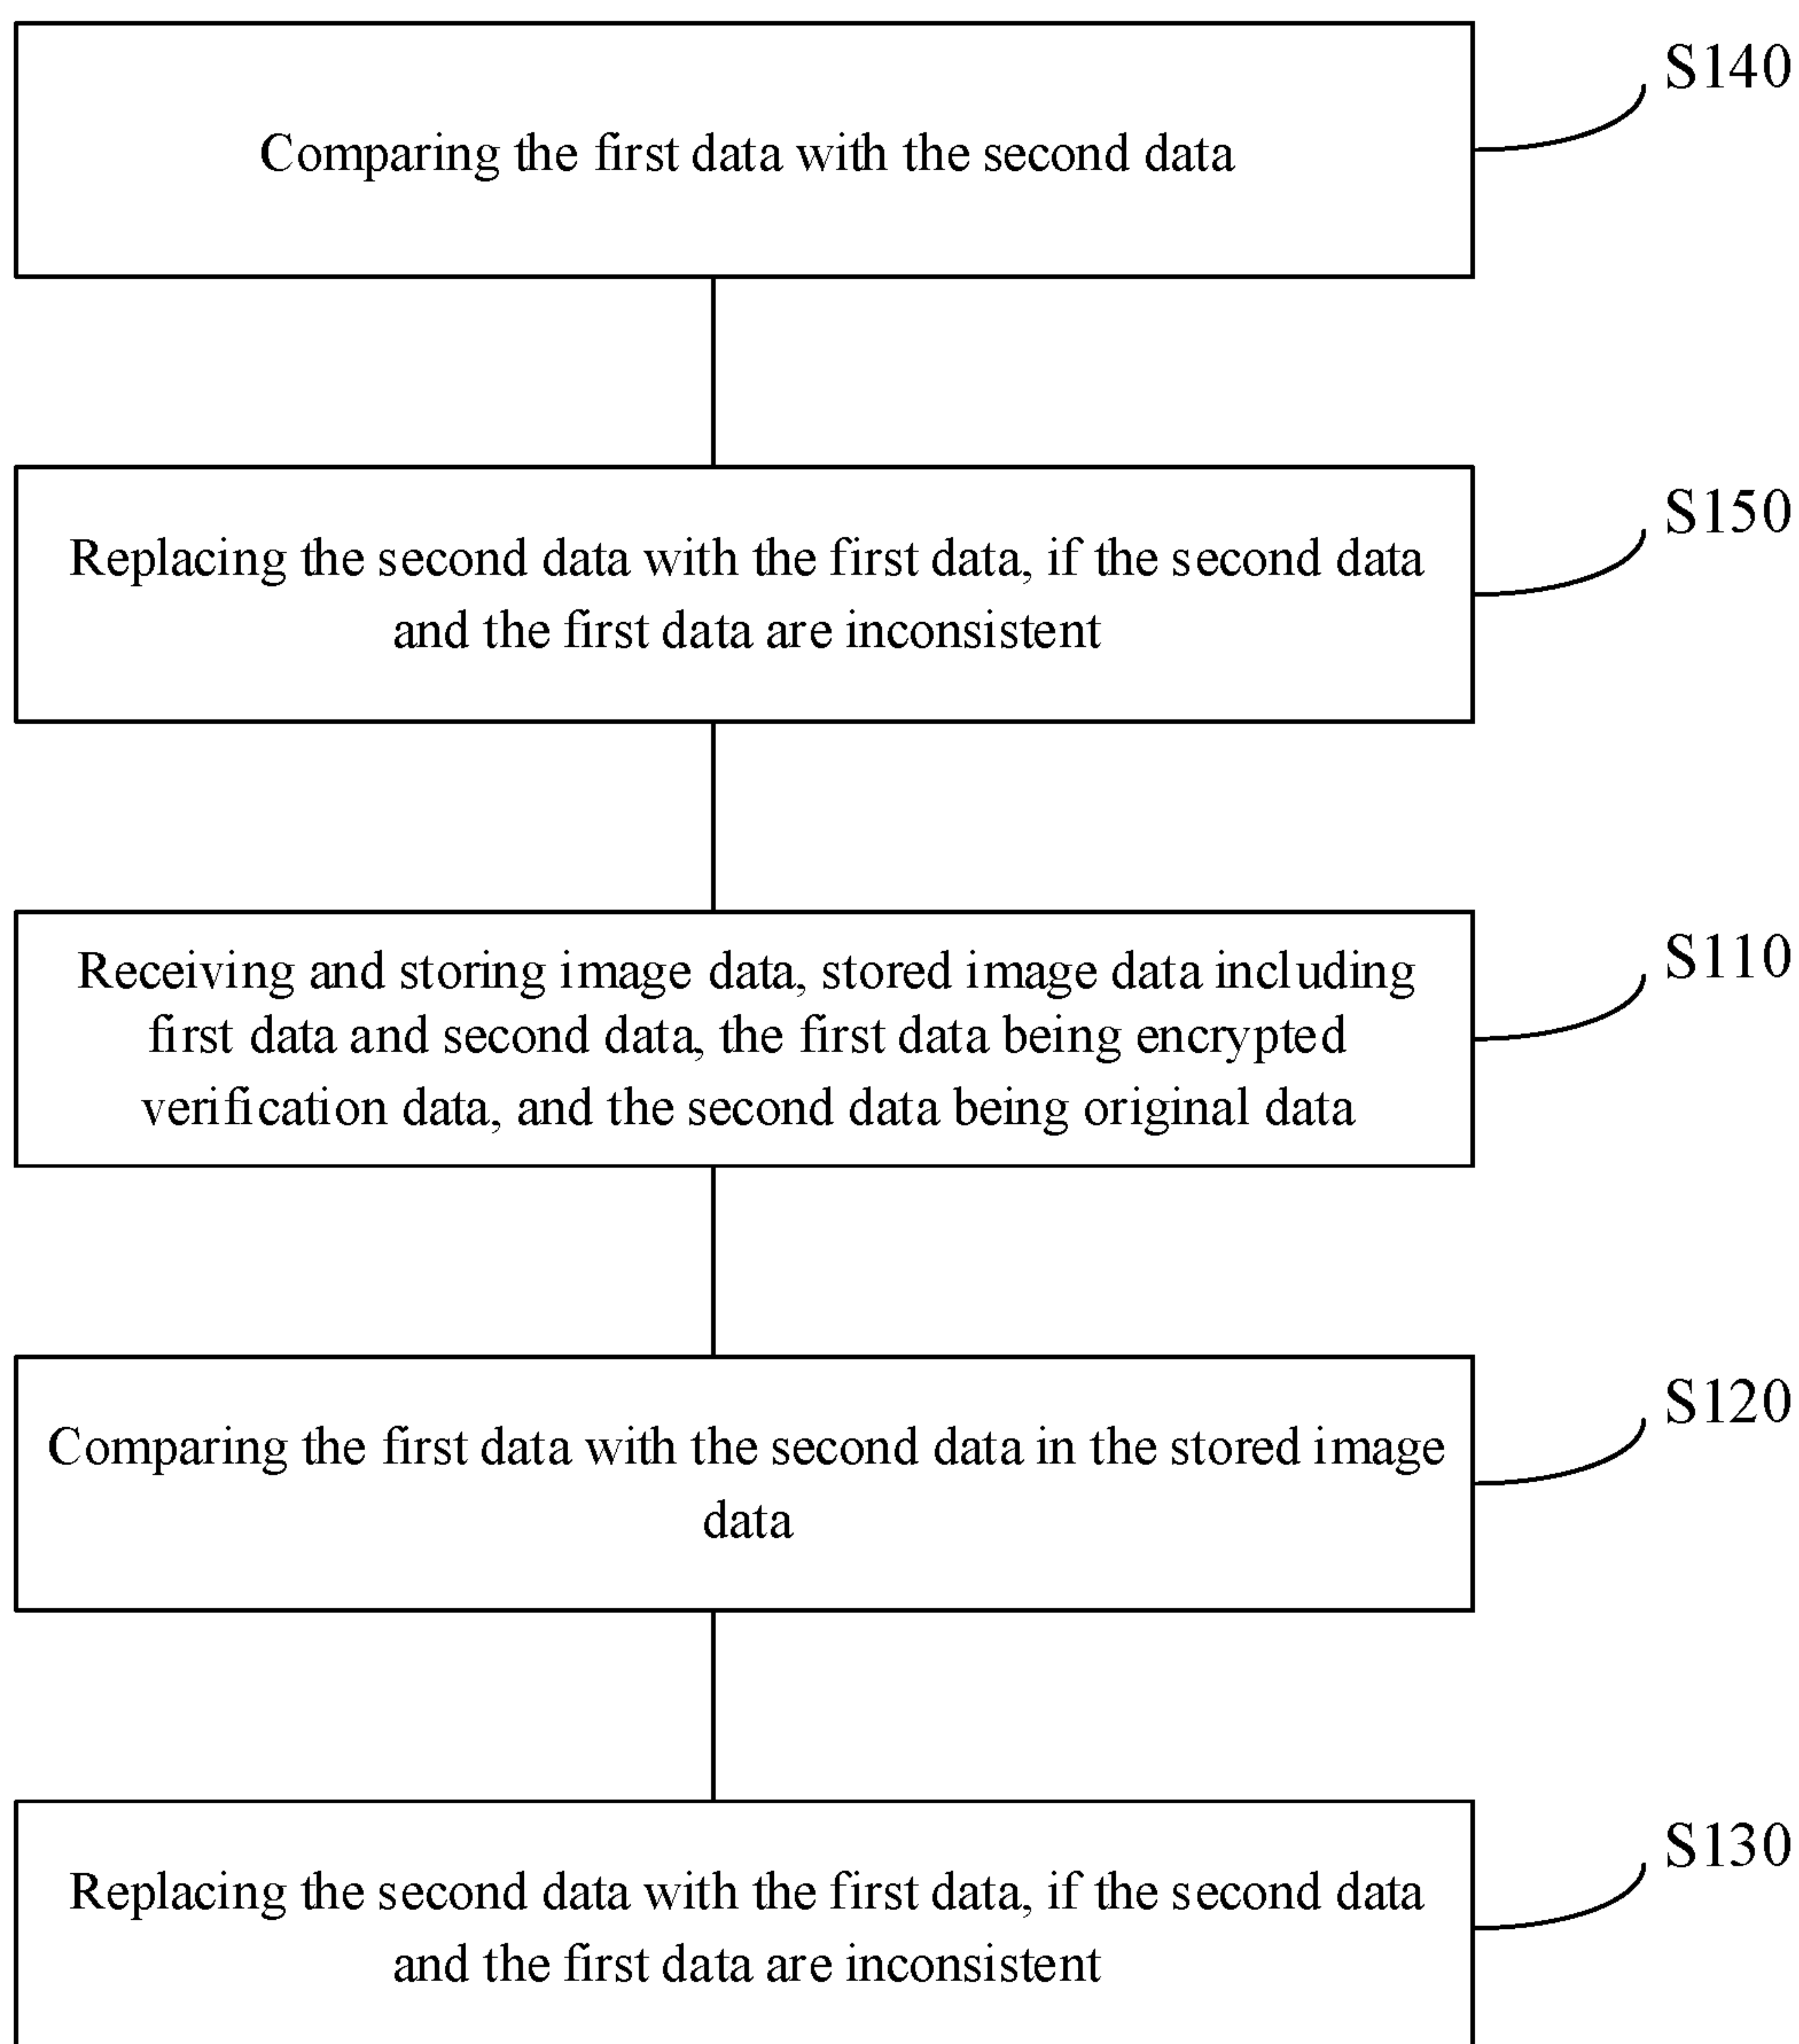 S140
Comparing the first data with the second data
S150
Replacing the second data with the first data, if the second data
and the first data are inconsistent
S110
Receiving and storing image data, stored image data including
first data and second data, the first data being encrypted
verification data, and the second data being original data
S120
Comparing the first data with the second data in the stored image
data
S130
Replacing the second data with the first data, if the second data
and the first data are inconsistent